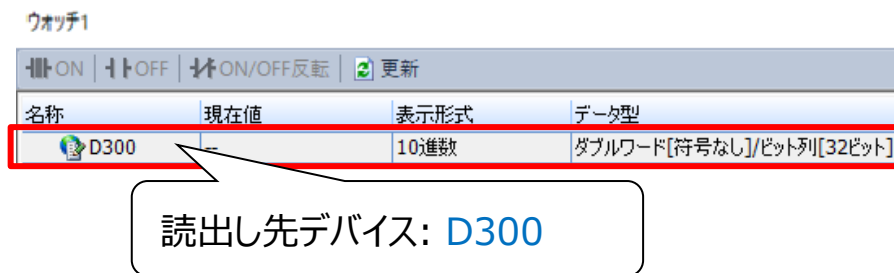 ウォッチ1
ON OFF ON/OFF反転 更新
名称 現在値 表示形式 データ型
D300 -- 10進数 ダブルワード[符号なし]/ビット列[32ビット]
読出し先デバイス: D300